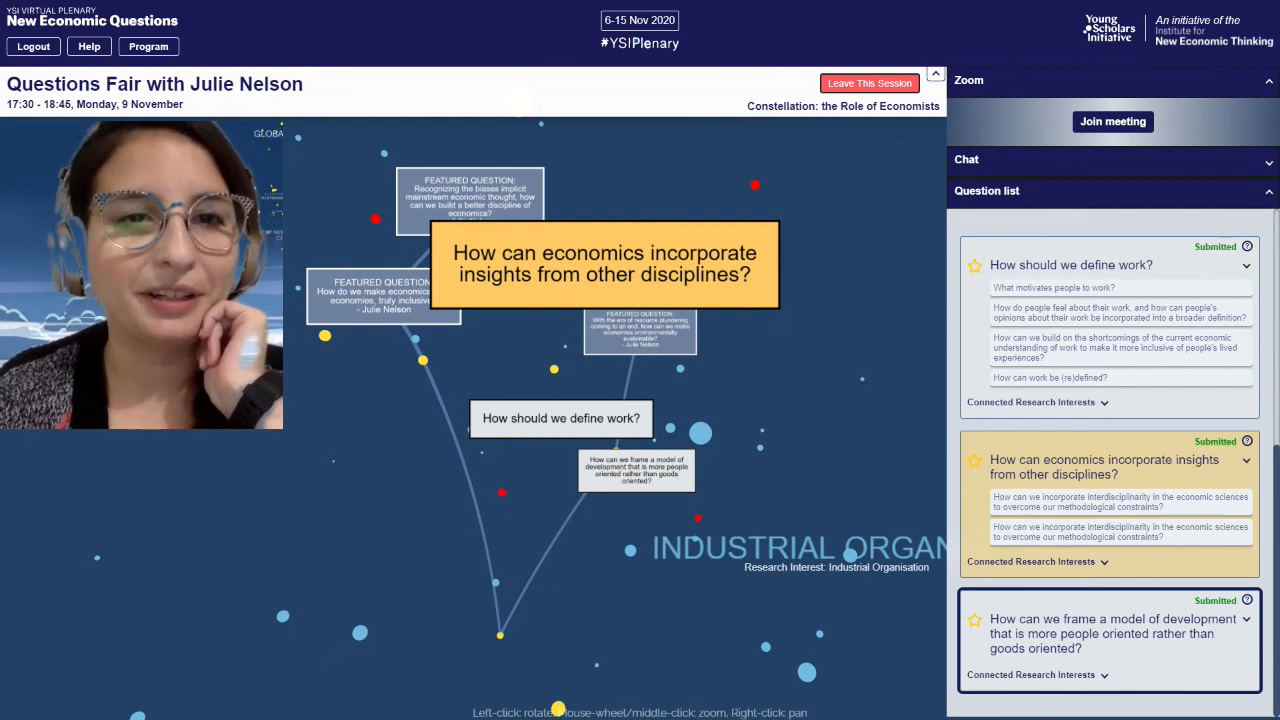 YSI VIRTUAL PLENARY
New Economic Questions
Logout
Help
Program
6-15 Nov 2020
#YSIPlenary
Young
Scholars
Initiative
An initiative of the
Institute for
New Economic Thinking
Questions Fair with Julie Nelson
17:30 - 18:45, Monday, 9 November
Leave This Session
Constellation: the Role of Economists
GLOBA
FEATURED QUESTION:
Recognizing the biases implicit
mainstream economic thought, how
can we build a better discipline of
economics?
How can economics incorporate
insights from other disciplines?
FEATURED QUESTION
How do we make economics
economies, truly inclusive
- Julie Nelson
FEATURED QUESTION:
With the era of resource plundering
coming to an end, how can we make
economies environmentally
sustainable?
- Julie Nelson
How should we define work?
How can we frame a model of
development that is more people
oriented rather than goods
oriented?
INDUSTRIAL ORGAN
Research Interest: Industrial Organisation
Left-click: rotate, Mouse-wheel/middle-click: zoom, Right-click: pan
Zoom
Join meeting
Chat
Question list
Submitted
How should we define work?
What motivates people to work?
How do people feel about their work, and how can people's
opinions about their work be incorporated into a broader definition?
How can we build on the shortcomings of the current economic
understanding of work to make it more inclusive of people's lived
experiences?
How can work be (re)defined?
Connected Research Interests
Submitted
How can economics incorporate insights
from other disciplines?
How can we incorporate interdisciplinarity in the economic sciences
to overcome our methodological constraints?
How can we incorporate interdisciplinarity in the economic sciences
to overcome our methodological constraints?
Connected Research Interests
Submitted
How can we frame a model of development
that is more people oriented rather than
goods oriented?
Connected Research Interests